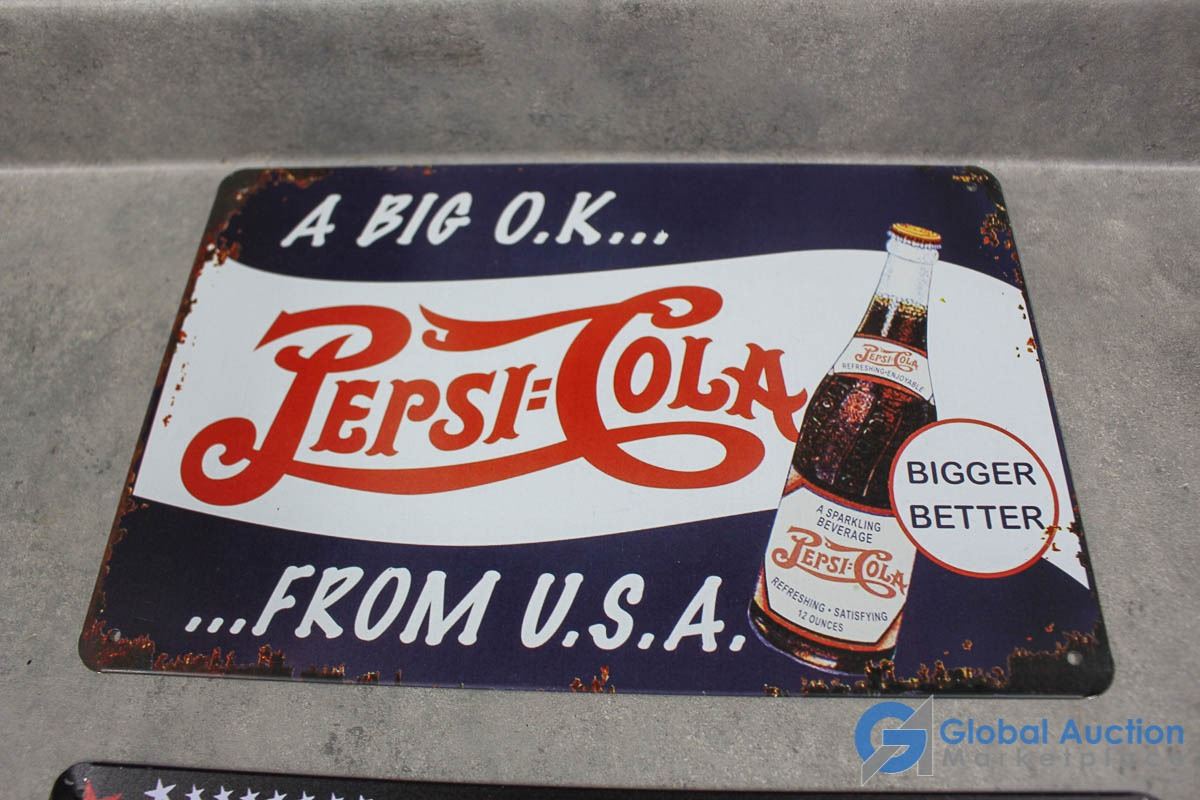 A BIG O.K...
PEPSI=COLA
PEPSI=COLA
REFRESHING-ENJOYABLE
BIGGER
BETTER
A SPARKLING
BEVERAGE
PEPSI=COLA
REFRESHING • SATISFYING
12 OUNCES
...FROM U.S.A.
Global Auction
Marketplace